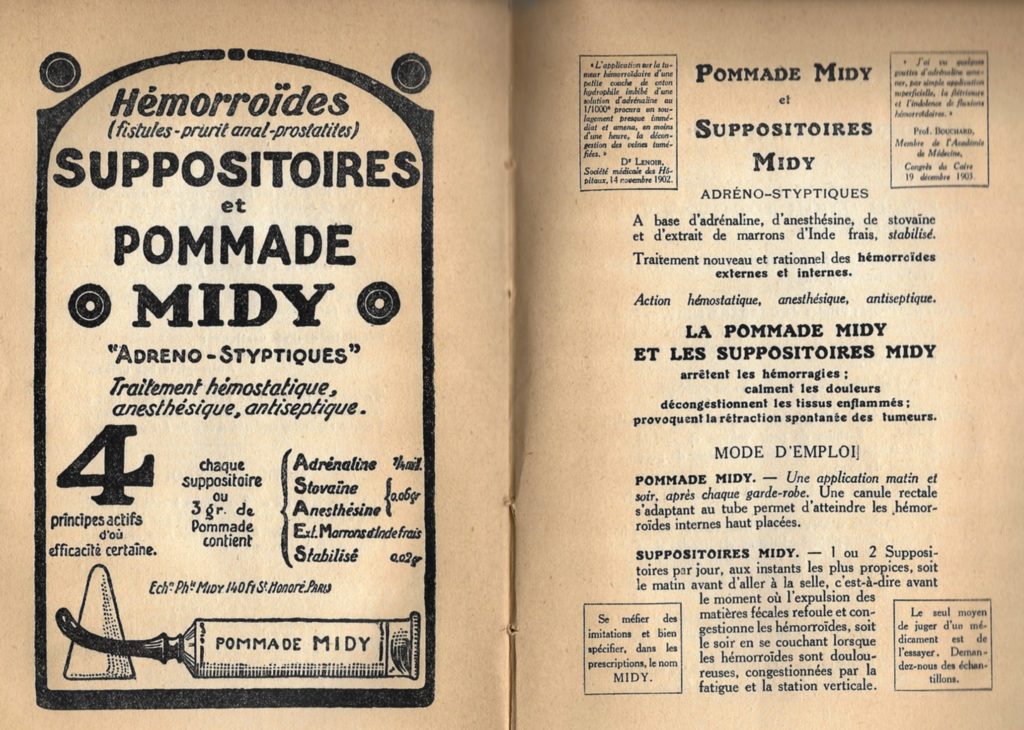 Hémorroïdes
(fistules-prurit anal-prostatites)
SUPPOSITOIRES
et
POMMADE
MIDY
"ADRENO-STYPTIQUES"
Traitement hémostatique,
anesthésique, antiseptique.
4
principes actifs
d'où
efficacité certaine.
chaque
suppositoire
ou
3 gr. de
Pommade
contient
Adrénaline ¼ mil.
Stovaïne
Anesthésine
0,06gr
Ext. Marrons d'Inde frais
Stabilisé 0,02gr
Echons Phie MIDY 140 Ft St Honoré. PARIS
POMMADE MIDY
« L'application sur la tu-
meur hémorroïdaire d'une
petite couche de coton
hydrophile imbibé d'une
solution d'adrénaline au
1/1000e procura un sou-
lagement presque immé-
diat et amena, en moins
d'une heure, la décon-
gestion des veines tumé-
fiées. »
Dr LENOIR,
Société médicale des Hô-
pitaux, 14 novembre 1902.
POMMADE MIDY
et
SUPPOSITOIRES
MIDY
ADRÉNO-STYPTIQUES
« J'ai vu quelques
gouttes d'adrénaline ame-
ner, par simple application
superficielle, la flétrissure
et l'indolence de fluxions
hémorroïdaires. »
Prof. BOUCHARD,
Membre de l'Académie
de Médecine,
Congrès du Caire
19 décembre 1903.
A base d'adrénaline, d'anesthésine, de stovaïne
et d'extrait de marrons d'Inde frais, stabilisé.
Traitement nouveau et rationnel des hémorroïdes
externes et internes.
Action hémostatique, anesthésique, antiseptique.
LA POMMADE MIDY
ET LES SUPPOSITOIRES MIDY
arrêtent les hémorragies ;
calment les douleurs
décongestionnent les tissus enflammés ;
provoquent la rétraction spontanée des tumeurs.
MODE D'EMPLOI
POMMADE MIDY. — Une application matin et
soir, après chaque garde-robe. Une canule rectale
s'adaptant au tube permet d'atteindre les hémor-
roïdes internes haut placées.
SUPPOSITOIRES MIDY. — 1 ou 2 Supposi-
toires par jour, aux instants les plus propices, soit
le matin avant d'aller à la selle, c'est-à-dire avant
le moment où l'expulsion des
matières fécales refoule et con-
gestionne les hémorroïdes, soit
le soir en se couchant lorsque
les hémorroïdes sont doulou-
reuses, congestionnées par la
fatigue et la station verticale.
Se méfier des
imitations et bien
spécifier, dans les
prescriptions, le nom
MIDY.
Le seul moyen
de juger d'un mé-
dicament est de
l'essayer. Deman-
dez-nous des échan-
tillons.